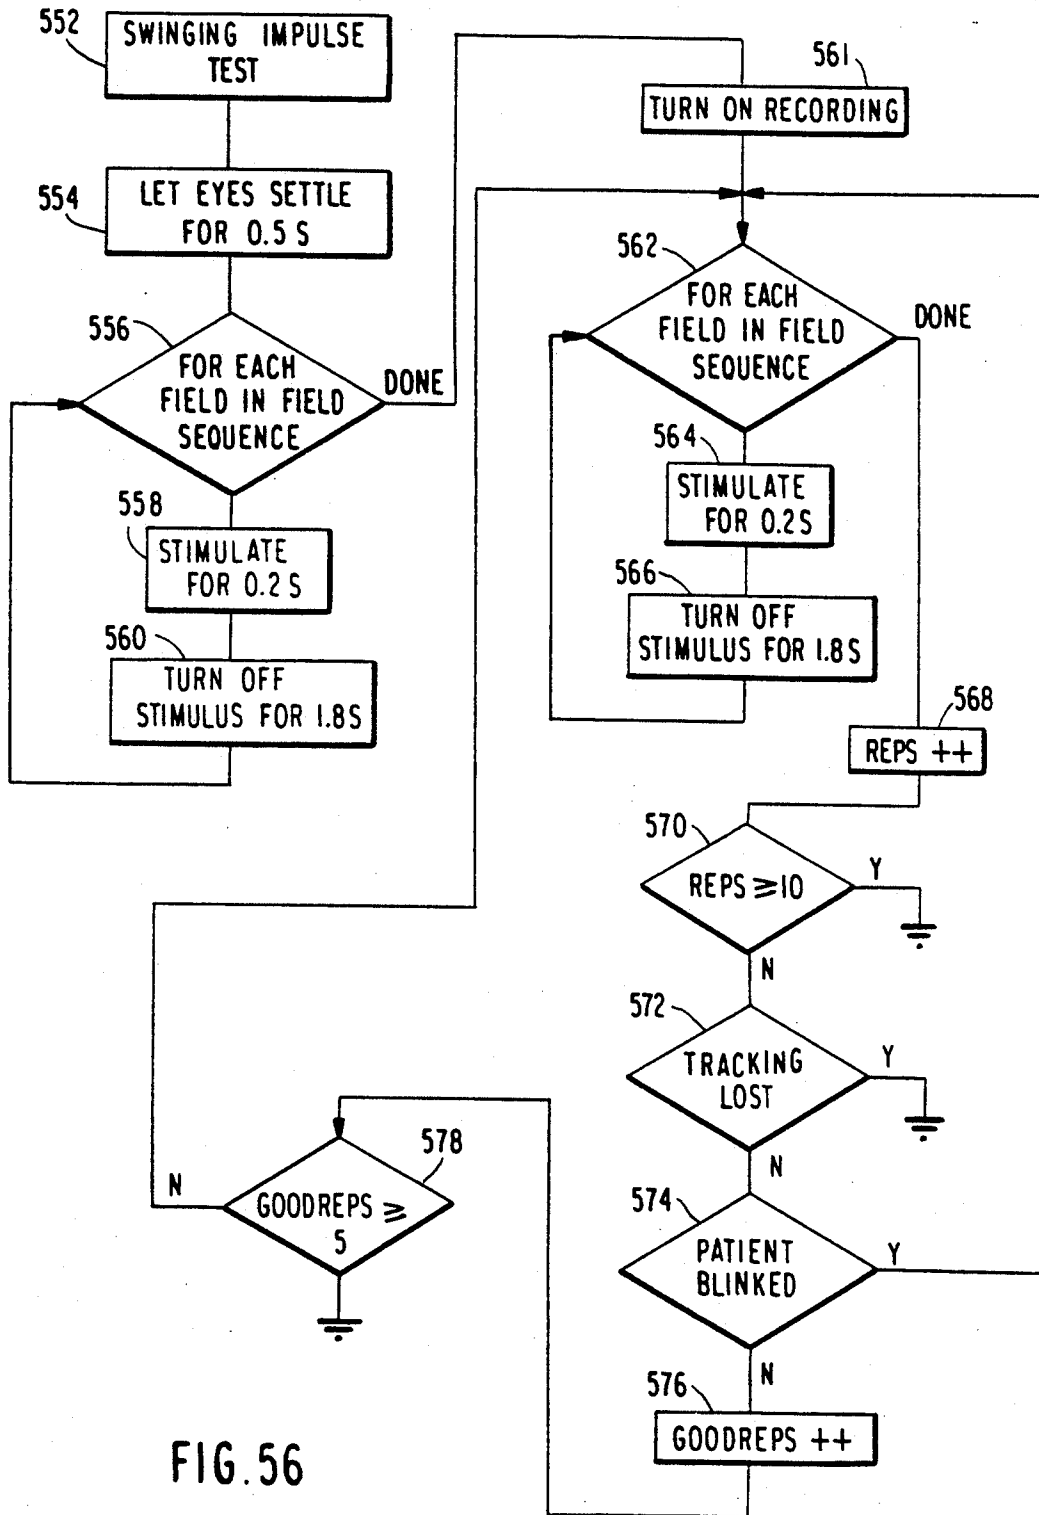 552
SWINGING IMPULSE
TEST
554
LET EYES SETTLE
FOR 0.5 S
556
FOR EACH
FIELD IN FIELD
SEQUENCE
DONE
558
STIMULATE
FOR 0.2 S
560
TURN OFF
STIMULUS FOR 1.8 S
561
TURN ON RECORDING
562
FOR EACH
FIELD IN FIELD
SEQUENCE
DONE
564
STIMULATE
FOR 0.2 S
566
TURN OFF
STIMULUS FOR 1.8 S
568
REPS ++
570
REPS ≥ 10
Y
N
572
TRACKING
LOST
Y
N
574
PATIENT
BLINKED
Y
N
576
GOODREPS ++
578
GOODREPS ≥
5
N
FIG. 56